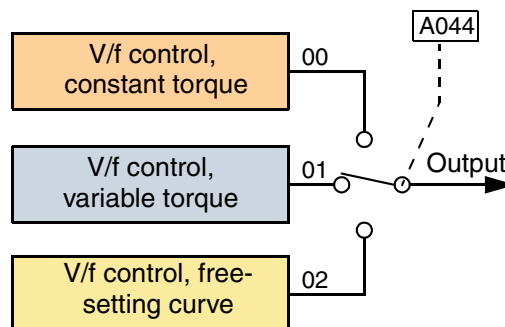 A044
V/f control,
constant torque
00
V/f control,
variable torque
01
Output
V/f control, free-
setting curve
02